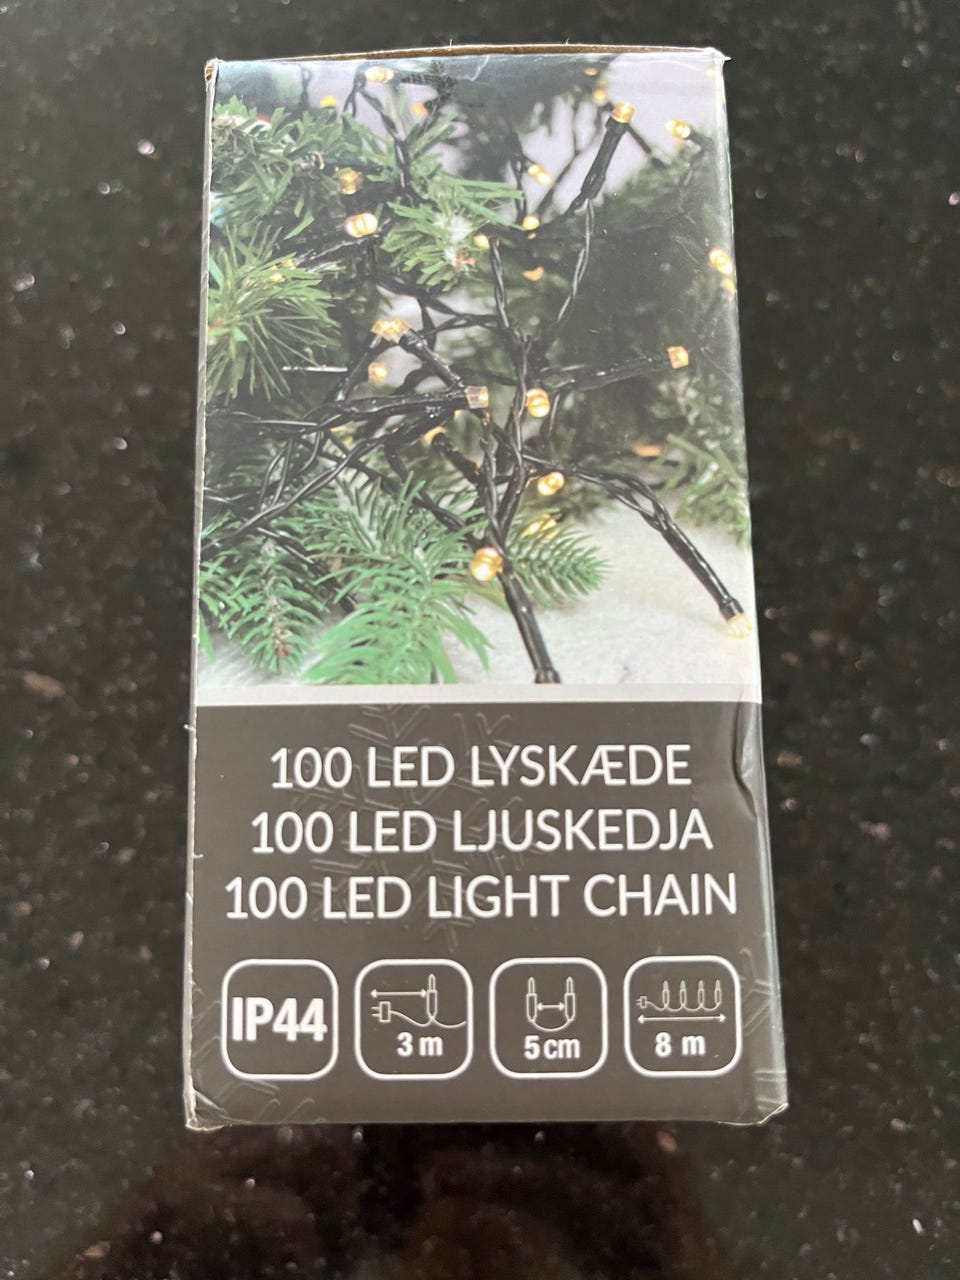 100 LED LYSKÆDE
100 LED LJUSKEDJA
100 LED LIGHT CHAIN
IP44
3 m
5 cm
8 m